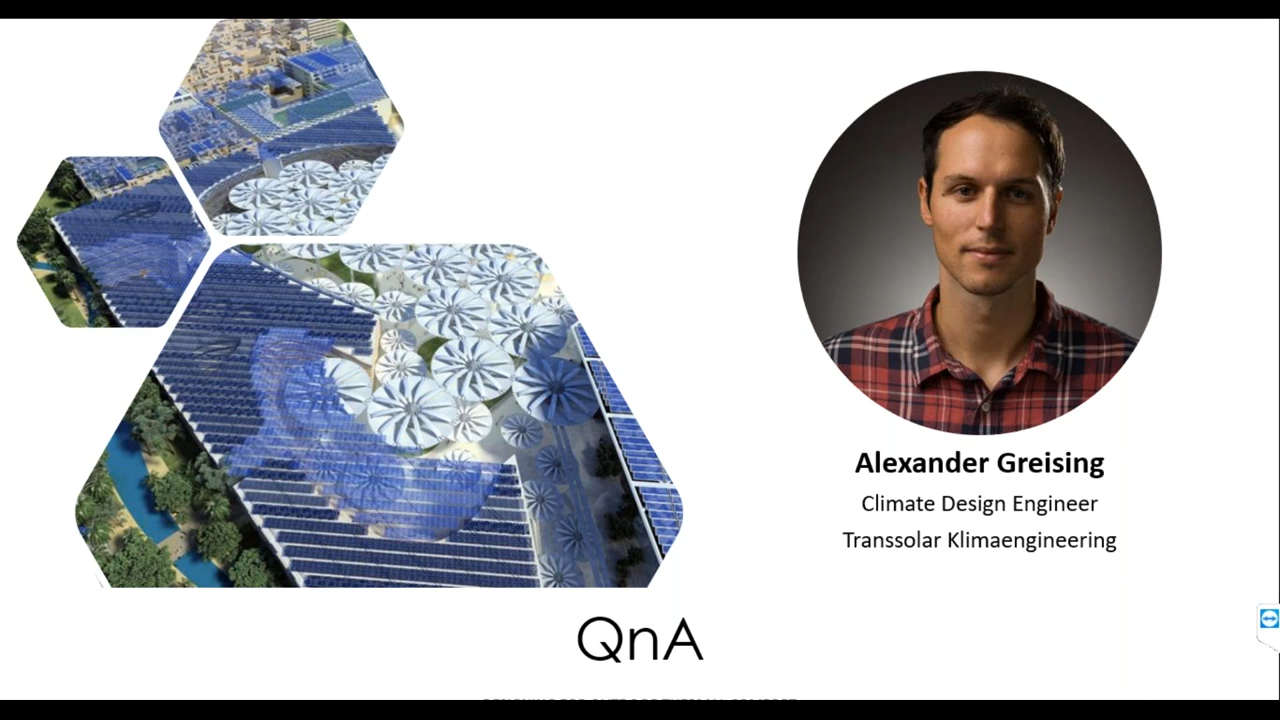 Alexander Greising
Climate Design Engineer
Transsolar Klimaengineering
QnA